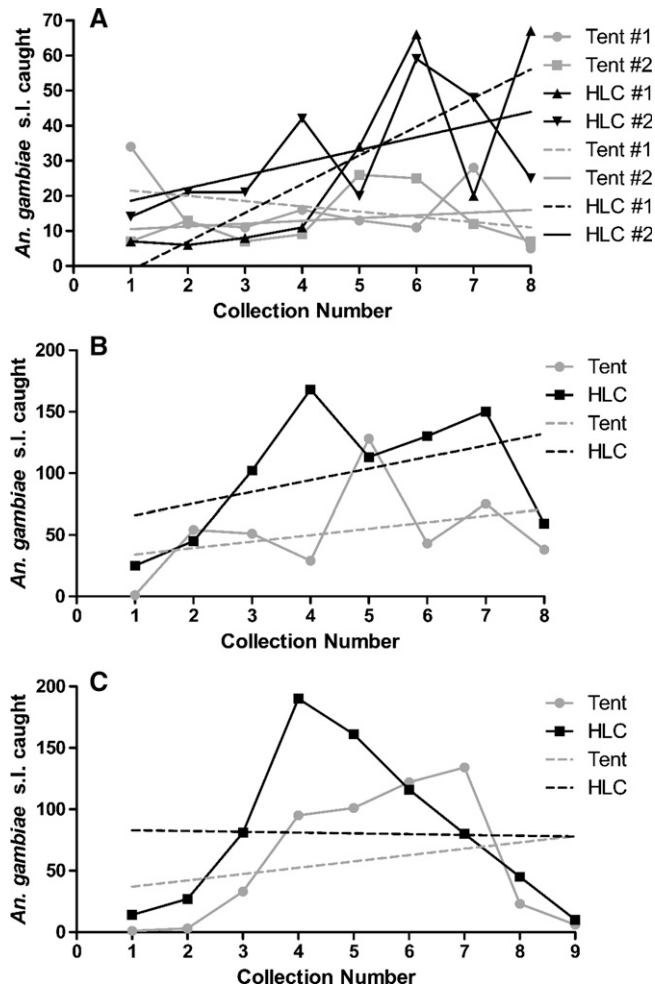 A
An. gambiae s.l. caught
70
60
50
40
30
20
10
0
0 1 2 3 4 5 6 7 8
Collection Number
Tent #1
Tent #2
HLC #1
HLC #2
Tent #1
Tent #2
HLC #1
HLC #2
B
An. gambiae s.l. caught
200
150
100
50
0
0 1 2 3 4 5 6 7 8
Collection Number
Tent
HLC
Tent
HLC
C
An. gambiae s.l. caught
200
150
100
50
0
0 1 2 3 4 5 6 7 8 9
Collection Number
Tent
HLC
Tent
HLC